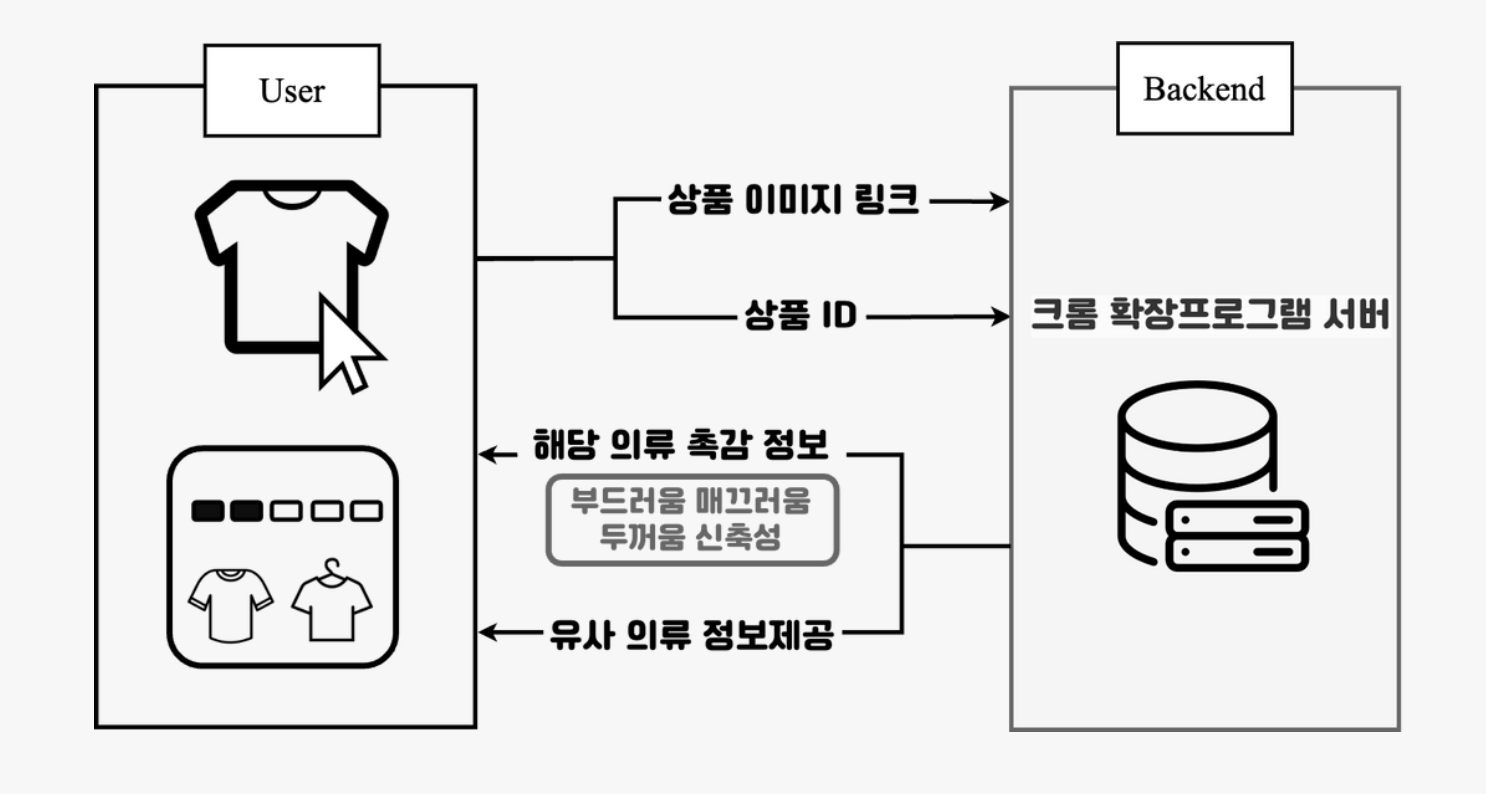 User
Backend
상품 이미지 링크
상품 ID
크롬 확장프로그램 서버
해당 의류 촉감 정보
부드러움 매끄러움
두꺼움 신축성
유사 의류 정보제공